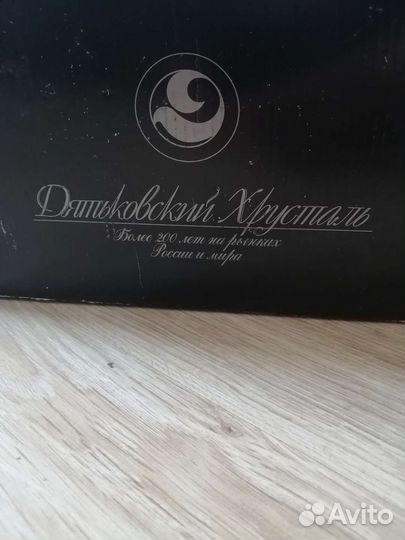 Дятьковский Хрусталь
Более 200 лет на рынках
России и мира
Avito